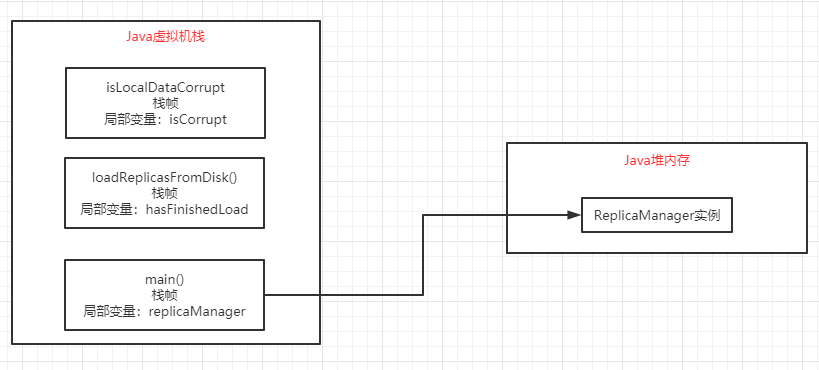 Java虚拟机栈
isLocalDataCorrupt
栈帧
局部变量：isCorrupt
loadReplicasFromDisk()
栈帧
局部变量：hasFinishedLoad
main()
栈帧
局部变量：replicaManager
Java堆内存
ReplicaManager实例